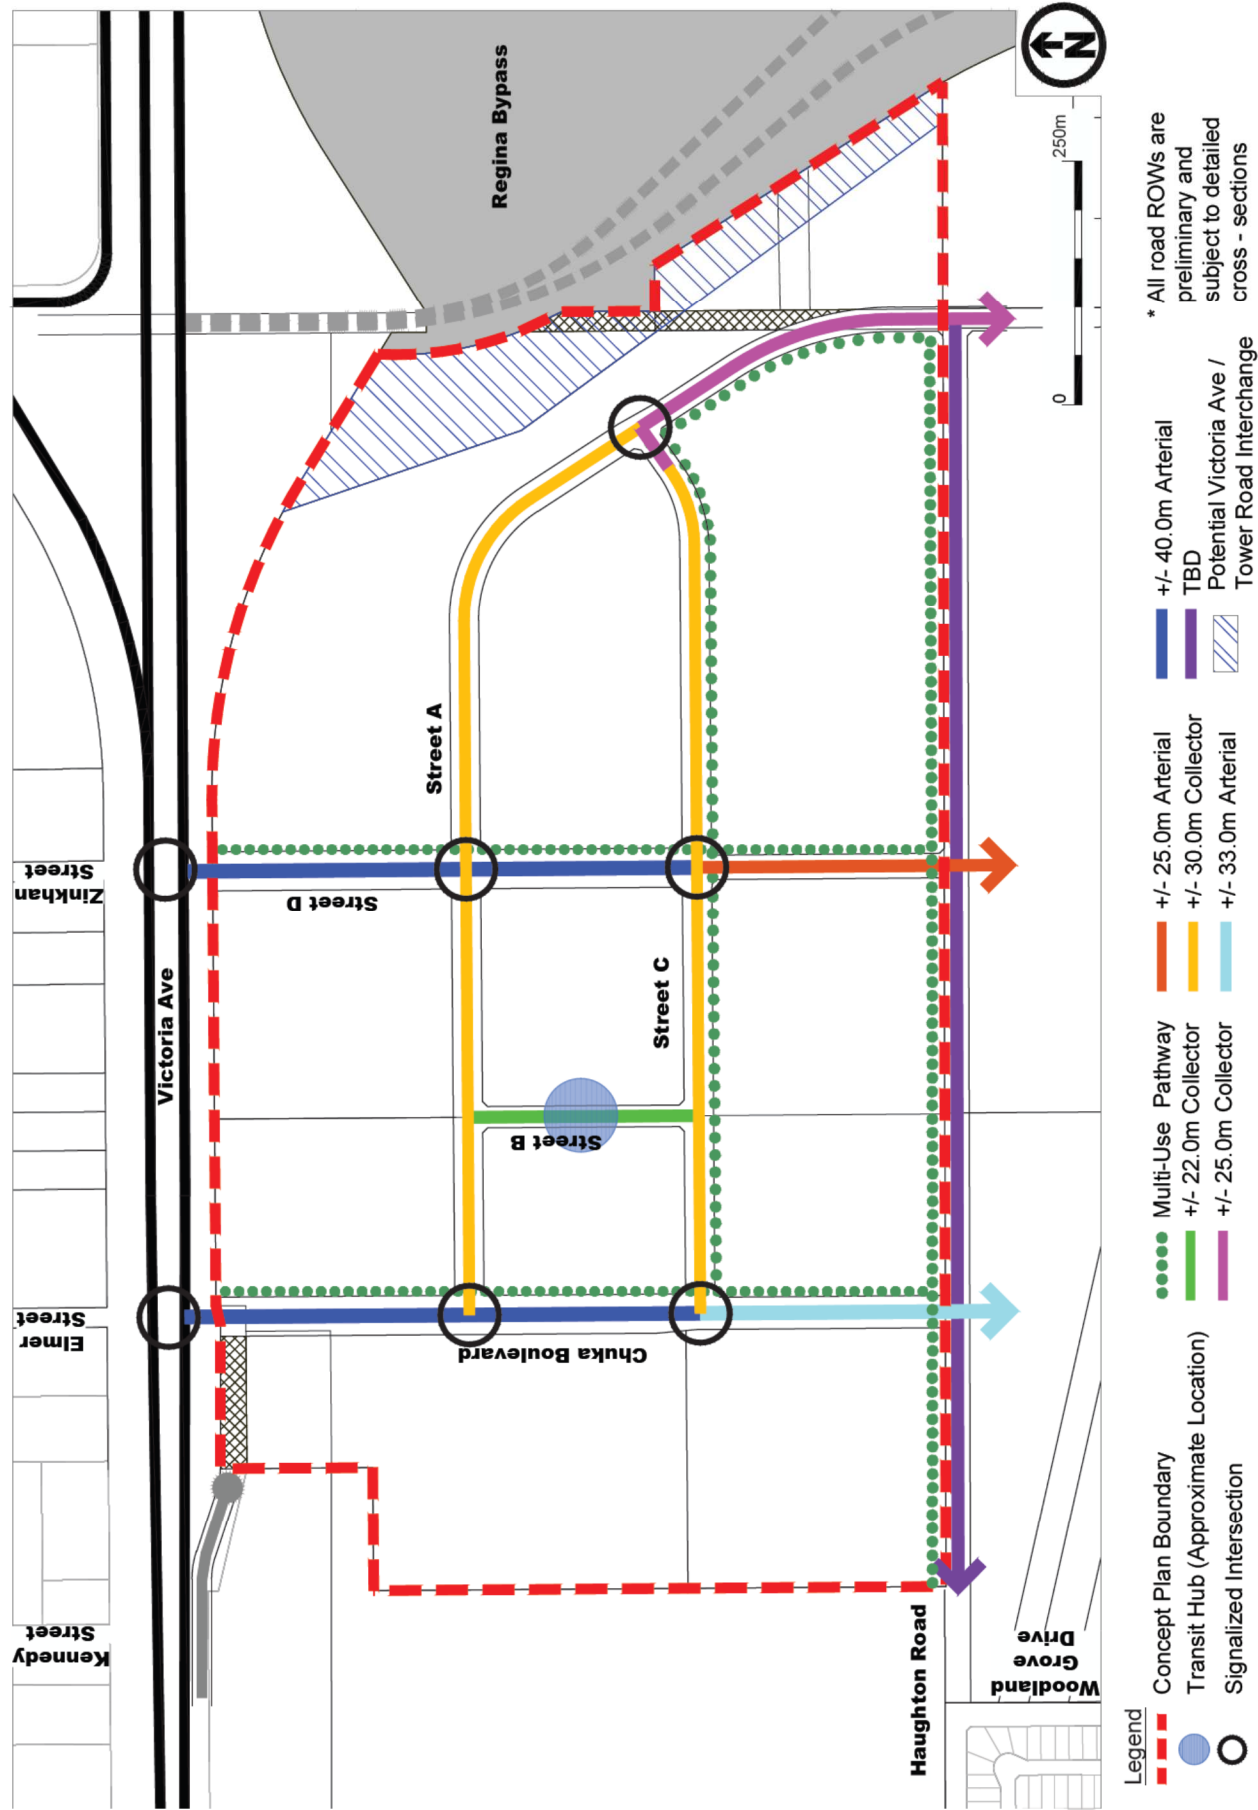 Regina Bypass
N
Victoria Ave
Zinkhan
Street
Elmer
Street
Kennedy
Street
Street A
Street D
Street C
Street B
Chuka Boulevard
Haughton Road
Woodland
Grove
Drive
0
250m
Legend
Concept Plan Boundary
Transit Hub (Approximate Location)
Signalized Intersection
Multi-Use Pathway
+/- 22.0m Collector
+/- 25.0m Collector
+/- 25.0m Arterial
+/- 30.0m Collector
+/- 33.0m Arterial
+/- 40.0m Arterial
TBD
Potential Victoria Ave /
Tower Road Interchange
* All road ROWs are
preliminary and
subject to detailed
cross - sections